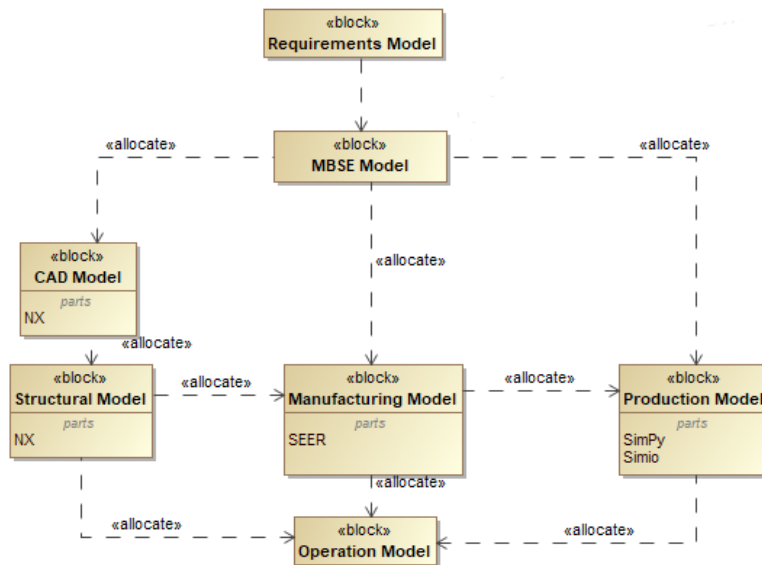 «block»
Requirements Model
«allocate»
«block»
MBSE Model
«allocate»
«allocate»
«block»
CAD Model
parts
NX
«allocate»
«block»
Structural Model
parts
NX
«allocate»
«block»
Manufacturing Model
parts
SEER
«allocate»
«block»
Production Model
parts
SimPy
Simio
«allocate»
«allocate»
«allocate»
«block»
Operation Model